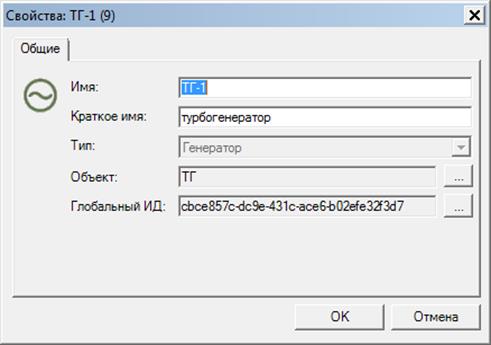 Свойства: ТГ-1 (9)
Общие
Имя: ТГ-1
Краткое имя: турбогенератор
Тип: Генератор
Объект: ТГ ...
Глобальный ИД: cbce857c-dc9e-431c-ace6-b02efe32f3d7 ...
OK Отмена